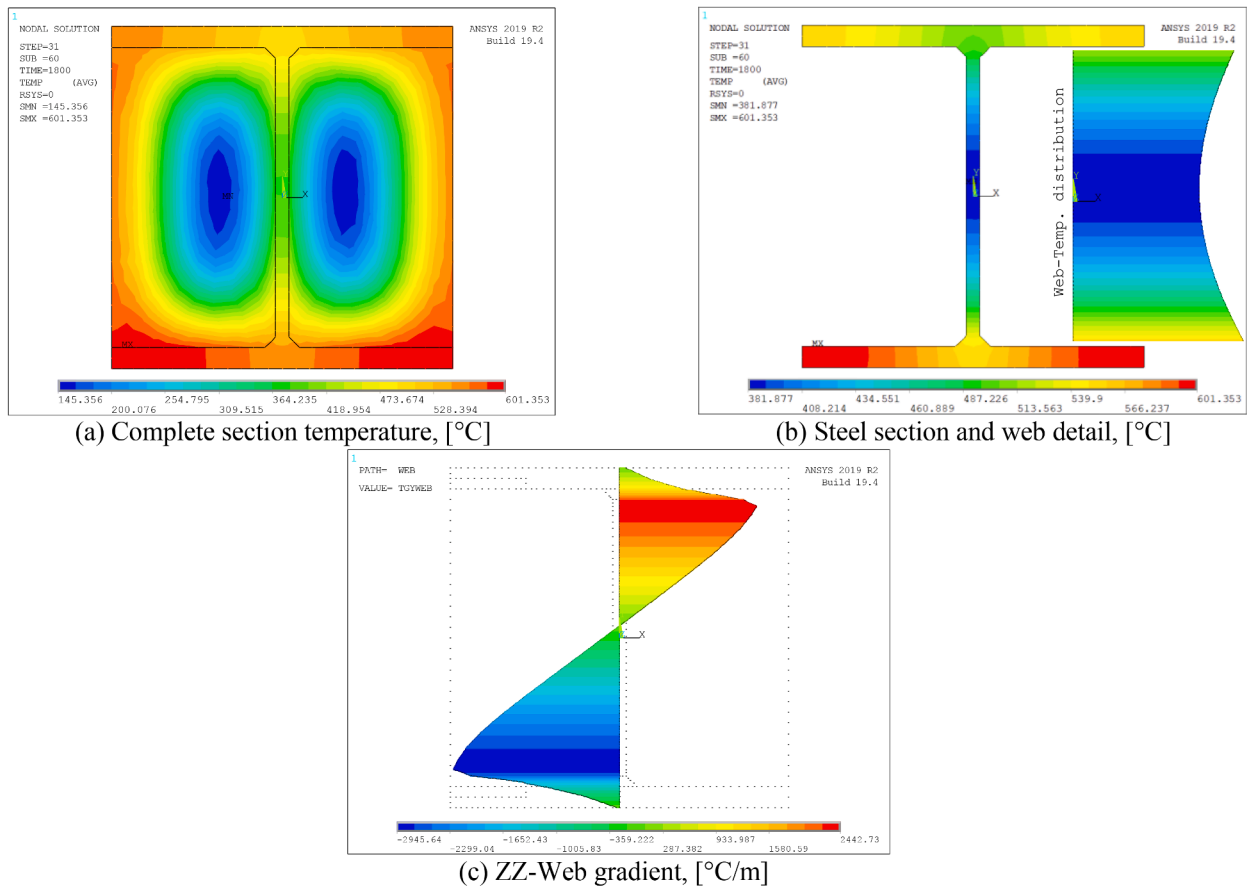 1
NODAL SOLUTION
STEP=31
SUB =60
TIME=1800
TEMP (AVG)
RSYS=0
SMN =145.356
SMX =601.353
ANSYS 2019 R2
Build 19.4
MX
X
MX
145.356 254.795 364.235 473.674 601.353
200.076 309.515 418.954 528.394
(a) Complete section temperature, [°C]
1
NODAL SOLUTION
STEP=31
SUB =60
TIME=1800
TEMP (AVG)
RSYS=0
SMN =381.877
SMX =601.353
ANSYS 2019 R2
Build 19.4
Web-Temp. distribution
Y
X
Y
X
MX
381.877 434.551 487.226 539.9 601.353
408.214 460.889 513.563 566.237
(b) Steel section and web detail, [°C]
1
PATH= WEB
VALUE= TGYWEB
ANSYS 2019 R2
Build 19.4
X
-2945.64 -1652.43 -359.222 933.987 2442.73
-2299.04 -1005.83 287.382 1580.59
(c) ZZ-Web gradient, [°C/m]